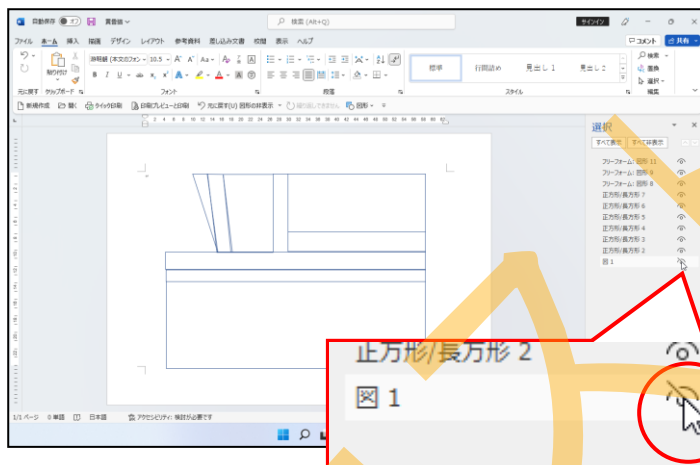 自動保存 オフ 異音板
検索 (Alt+Q)
サインイン
ファイル ホーム 挿入 描画 デザイン レイアウト 参考資料 差し込み文書 校閲 表示 ヘルプ
コメント 共有
貼り付け
游明朝 (本文のフォン 10.5
標準 行間詰め 見出し 1 見出し 2
検索
置換
選択
元に戻す クリップボード フォント 段落 スタイル 編集
新規作成 開く クイック印刷 印刷プレビューと印刷 元に戻す(U) 図形の非表示 図形
選択
すべて表示 すべて非表示
フリーフォーム: 図形 11
フリーフォーム: 図形 9
フリーフォーム: 図形 8
正方形/長方形 7
正方形/長方形 6
正方形/長方形 5
正方形/長方形 4
正方形/長方形 3
正方形/長方形 2
図 1
正方形/長方形 2
図 1
1/1 ページ 0 単語 日本語 アクセシビリティ: 検討が必要です